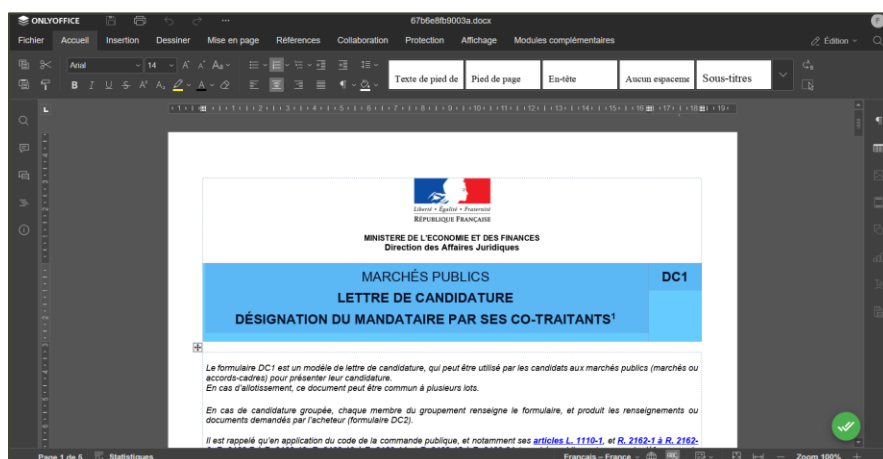 ONLYOFFICE
67b6e8fb9003a.docx
F
Fichier Accueil Insertion Dessiner Mise en page Références Collaboration Protection Affichage Modules complémentaires Édition
Arial 14
Texte de pied de Pied de page En-tête Aucun espaceme Sous-titres
Liberté • Égalité • Fraternité
RÉPUBLIQUE FRANÇAISE
MINISTERE DE L'ECONOMIE ET DES FINANCES
Direction des Affaires Juridiques
MARCHÉS PUBLICS DC1
LETTRE DE CANDIDATURE
DÉSIGNATION DU MANDATAIRE PAR SES CO-TRAITANTS¹
Le formulaire DC1 est un modèle de lettre de candidature, qui peut être utilisé par les candidats aux marchés publics (marchés ou
accords-cadres) pour présenter leur candidature.
En cas d'allotissement, ce document peut être commun à plusieurs lots.
En cas de candidature groupée, chaque membre du groupement renseigne le formulaire, et produit les renseignements ou
documents demandés par l'acheteur (formulaire DC2).
Il est rappelé qu'en application du code de la commande publique, et notamment ses articles L. 1110-1, et R. 2162-1 à R. 2162-
Page 1 de 5 Statistiques Français – France Zoom 100%